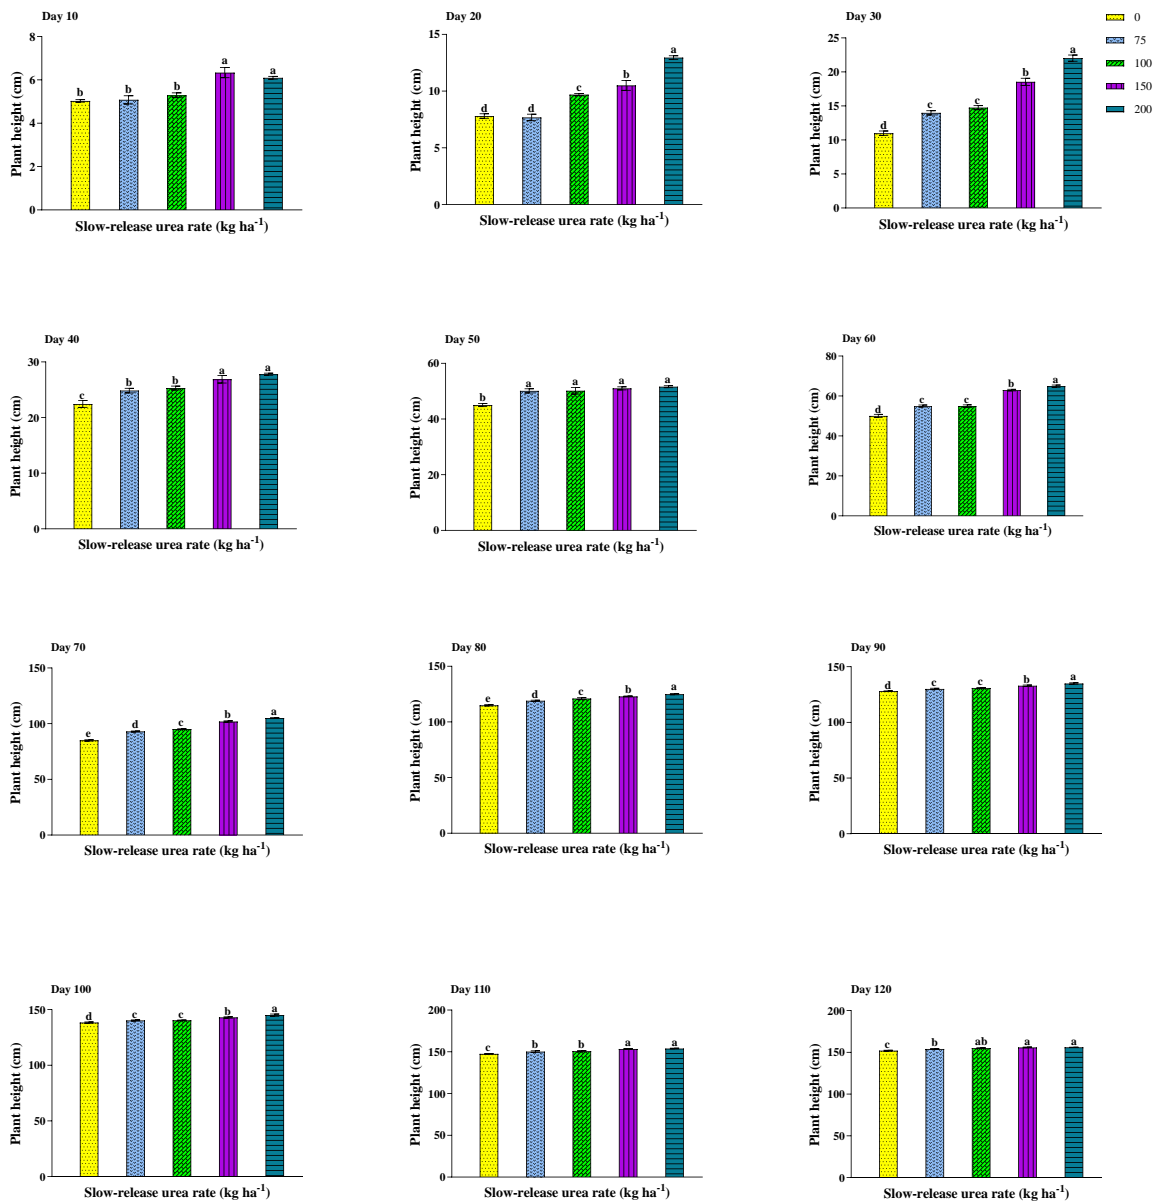 Day 10
Plant height (cm)
8
6
4
2
0
b
b
b
a
a
Slow-release urea rate (kg ha⁻¹)
Day 20
Plant height (cm)
15
10
5
0
d
d
c
b
a
Slow-release urea rate (kg ha⁻¹)
Day 30
Plant height (cm)
25
20
15
10
5
0
d
c
c
b
a
Slow-release urea rate (kg ha⁻¹)
0
75
100
150
200
Day 40
Plant height (cm)
30
20
10
0
c
b
b
a
a
Slow-release urea rate (kg ha⁻¹)
Day 50
Plant height (cm)
60
40
20
0
b
a
a
a
a
Slow-release urea rate (kg ha⁻¹)
Day 60
Plant height (cm)
80
60
40
20
0
d
c
c
b
a
Slow-release urea rate (kg ha⁻¹)
Day 70
Plant height (cm)
150
100
50
0
e
d
c
b
a
Slow-release urea rate (kg ha⁻¹)
Day 80
Plant height (cm)
150
100
50
0
e
d
c
b
a
Slow-release urea rate (kg ha⁻¹)
Day 90
Plant height (cm)
150
100
50
0
d
c
c
b
a
Slow-release urea rate (kg ha⁻¹)
Day 100
Plant height (cm)
150
100
50
0
d
c
c
b
a
Slow-release urea rate (kg ha⁻¹)
Day 110
Plant height (cm)
200
150
100
50
0
c
b
b
a
a
Slow-release urea rate (kg ha⁻¹)
Day 120
Plant height (cm)
200
150
100
50
0
c
b
ab
a
a
Slow-release urea rate (kg ha⁻¹)